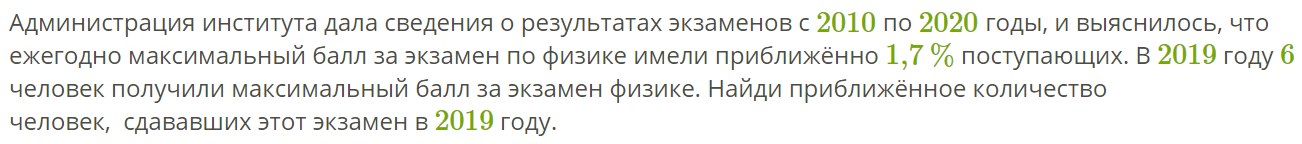 Администрация института дала сведения о результатах экзаменов с 2010 по 2020 годы, и выяснилось, что
ежегодно максимальный балл за экзамен по физике имели приближённо 1,7 % поступающих. В 2019 году 6
человек получили максимальный балл за экзамен физике. Найди приближённое количество
человек, сдававших этот экзамен в 2019 году.